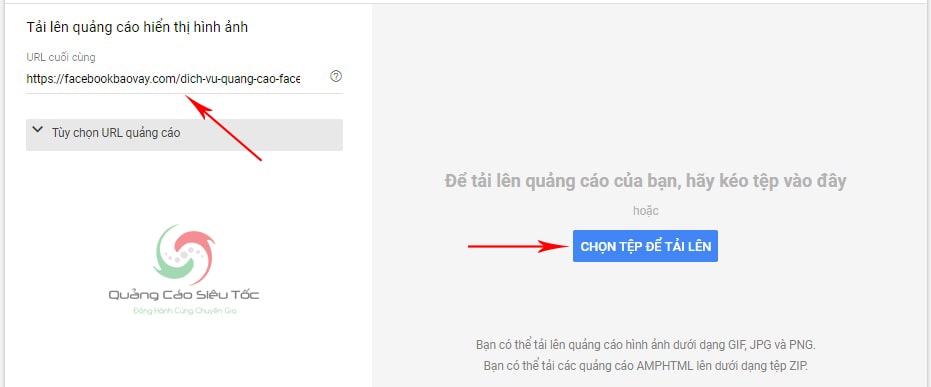 Tải lên quảng cáo hiển thị hình ảnh
URL cuối cùng
https://facebookbaovay.com/dich-vu-quang-cao-face
Tùy chọn URL quảng cáo
Quảng Cáo Siêu Tốc
Đồng Hành Cùng Chuyên Gia
Để tải lên quảng cáo của bạn, hãy kéo tệp vào đây
hoặc
CHỌN TỆP ĐỂ TẢI LÊN
Bạn có thể tải lên quảng cáo hình ảnh dưới dạng GIF, JPG và PNG.
Bạn có thể tải các quảng cáo AMPHTML lên dưới dạng tệp ZIP.